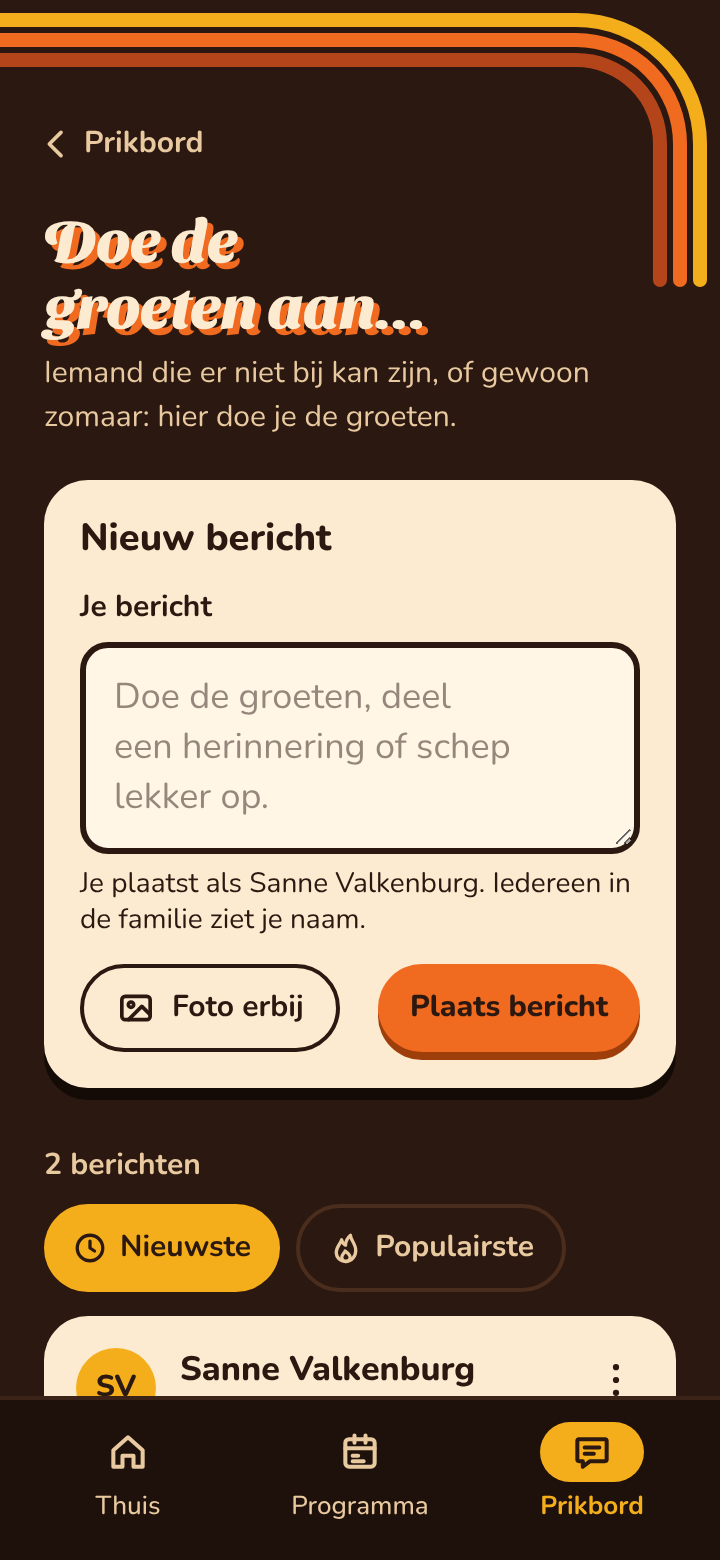 Prikbord
Doe de
groeten aan...
Iemand die er niet bij kan zijn, of gewoon
zomaar: hier doe je de groeten.
Nieuw bericht
Je bericht
Doe de groeten, deel
een herinnering of schep
lekker op.
Je plaatst als Sanne Valkenburg. Iedereen in
de familie ziet je naam.
Foto erbij
Plaats bericht
2 berichten
Nieuwste
Populairste
SV
Sanne Valkenburg
Thuis
Programma
Prikbord